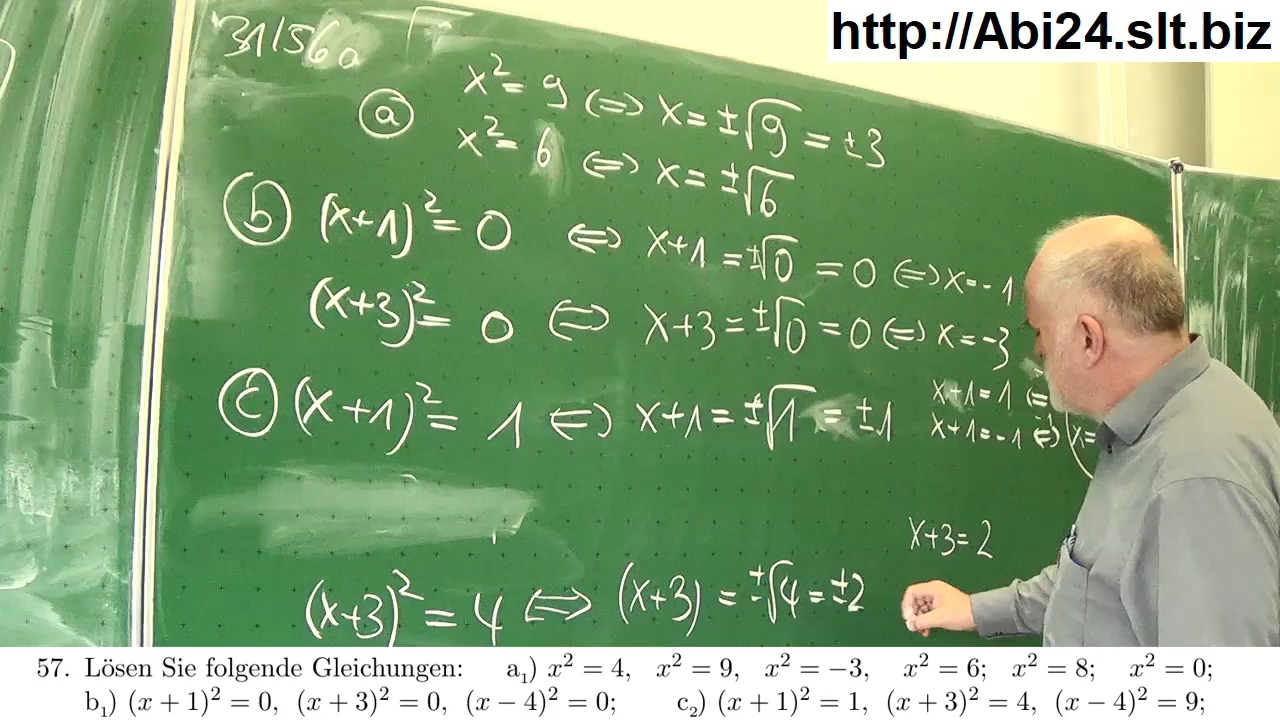 http://Abi24.slt.biz
31/56a
a x² = 9 ⇔ x = ±√9 = ±3
x² = 6 ⇔ x = ±√6
b (x+1)² = 0 ⇔ x+1 = ±√0 = 0 ⇔ x = -1
(x+3)² = 0 ⇔ x+3 = ±√0 = 0 ⇔ x = -3
c (x+1)² = 1 ⇔ x+1 = ±√1 = ±1
x+1 = 1 ⇔
x+1 = -1 ⇔ x =
x+3 = 2
(x+3)² = 4 ⇔ (x+3) = ±√4 = ±2
57. Lösen Sie folgende Gleichungen: a₁) x² = 4, x² = 9, x² = −3, x² = 6; x² = 8; x² = 0;
b₁) (x + 1)² = 0, (x + 3)² = 0, (x − 4)² = 0; c₂) (x + 1)² = 1, (x + 3)² = 4, (x − 4)² = 9;